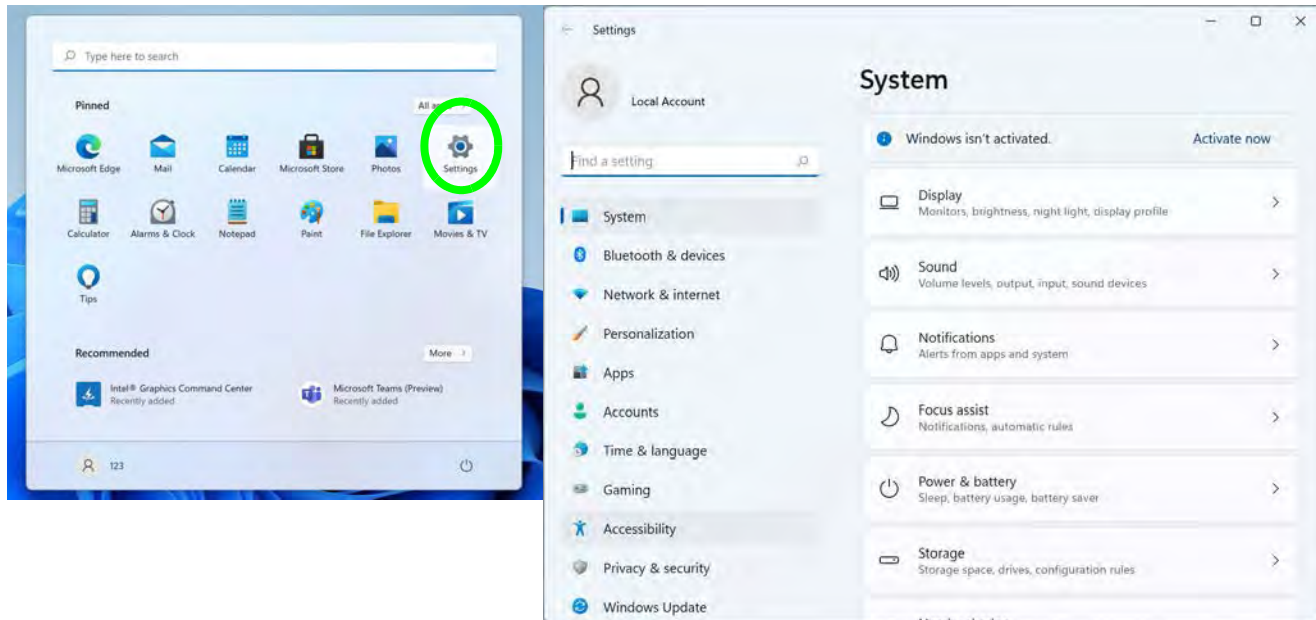 Type here to search
Pinned
All
Microsoft Edge
Mail
Calendar
Microsoft Store
Photos
Settings
Calculator
Alarms & Clock
Notepad
Paint
File Explorer
Movies & TV
Tips
Recommended
More
Intel® Graphics Command Center
Recently added
Microsoft Teams (Preview)
Recently added
123
Settings
Local Account
Find a setting
System
Bluetooth & devices
Network & internet
Personalization
Apps
Accounts
Time & language
Gaming
Accessibility
Privacy & security
Windows Update
System
Windows isn't activated.
Activate now
Display
Monitors, brightness, night light, display profile
Sound
Volume levels, output, input, sound devices
Notifications
Alerts from apps and system
Focus assist
Notifications, automatic rules
Power & battery
Sleep, battery usage, battery saver
Storage
Storage space, drives, configuration rules